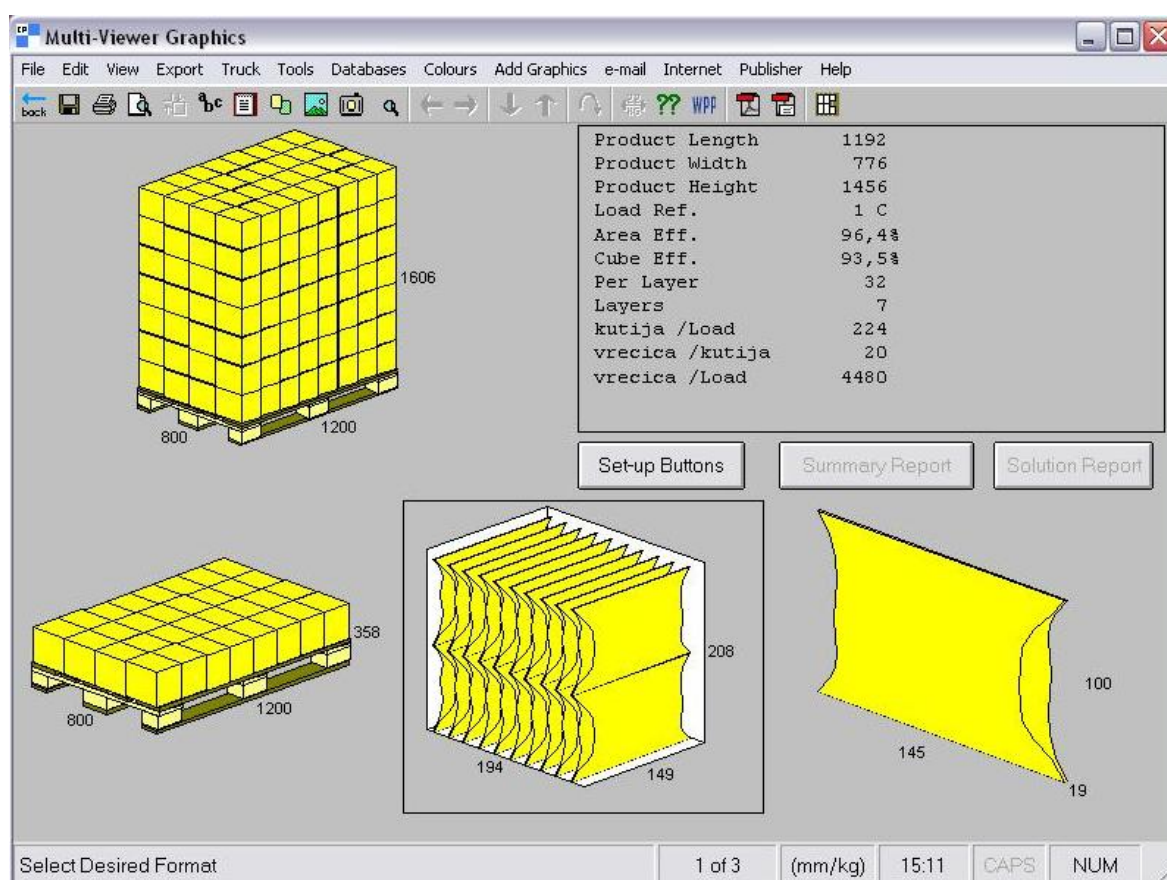 CP Multi-Viewer Graphics
File Edit View Export Truck Tools Databases Colours Add Graphics e-mail Internet Publisher Help
back abc ?? WPP
Product Length 1192
Product Width 776
Product Height 1456
Load Ref. 1 C
Area Eff. 96,4%
Cube Eff. 93,5%
Per Layer 32
Layers 7
kutija /Load 224
vrecica /kutija 20
vrecica /Load 4480
1606
800
1200
Set-up Buttons Summary Report Solution Report
358
800
1200
208
194
149
100
145
19
Select Desired Format 1 of 3 (mm/kg) 15:11 CAPS NUM